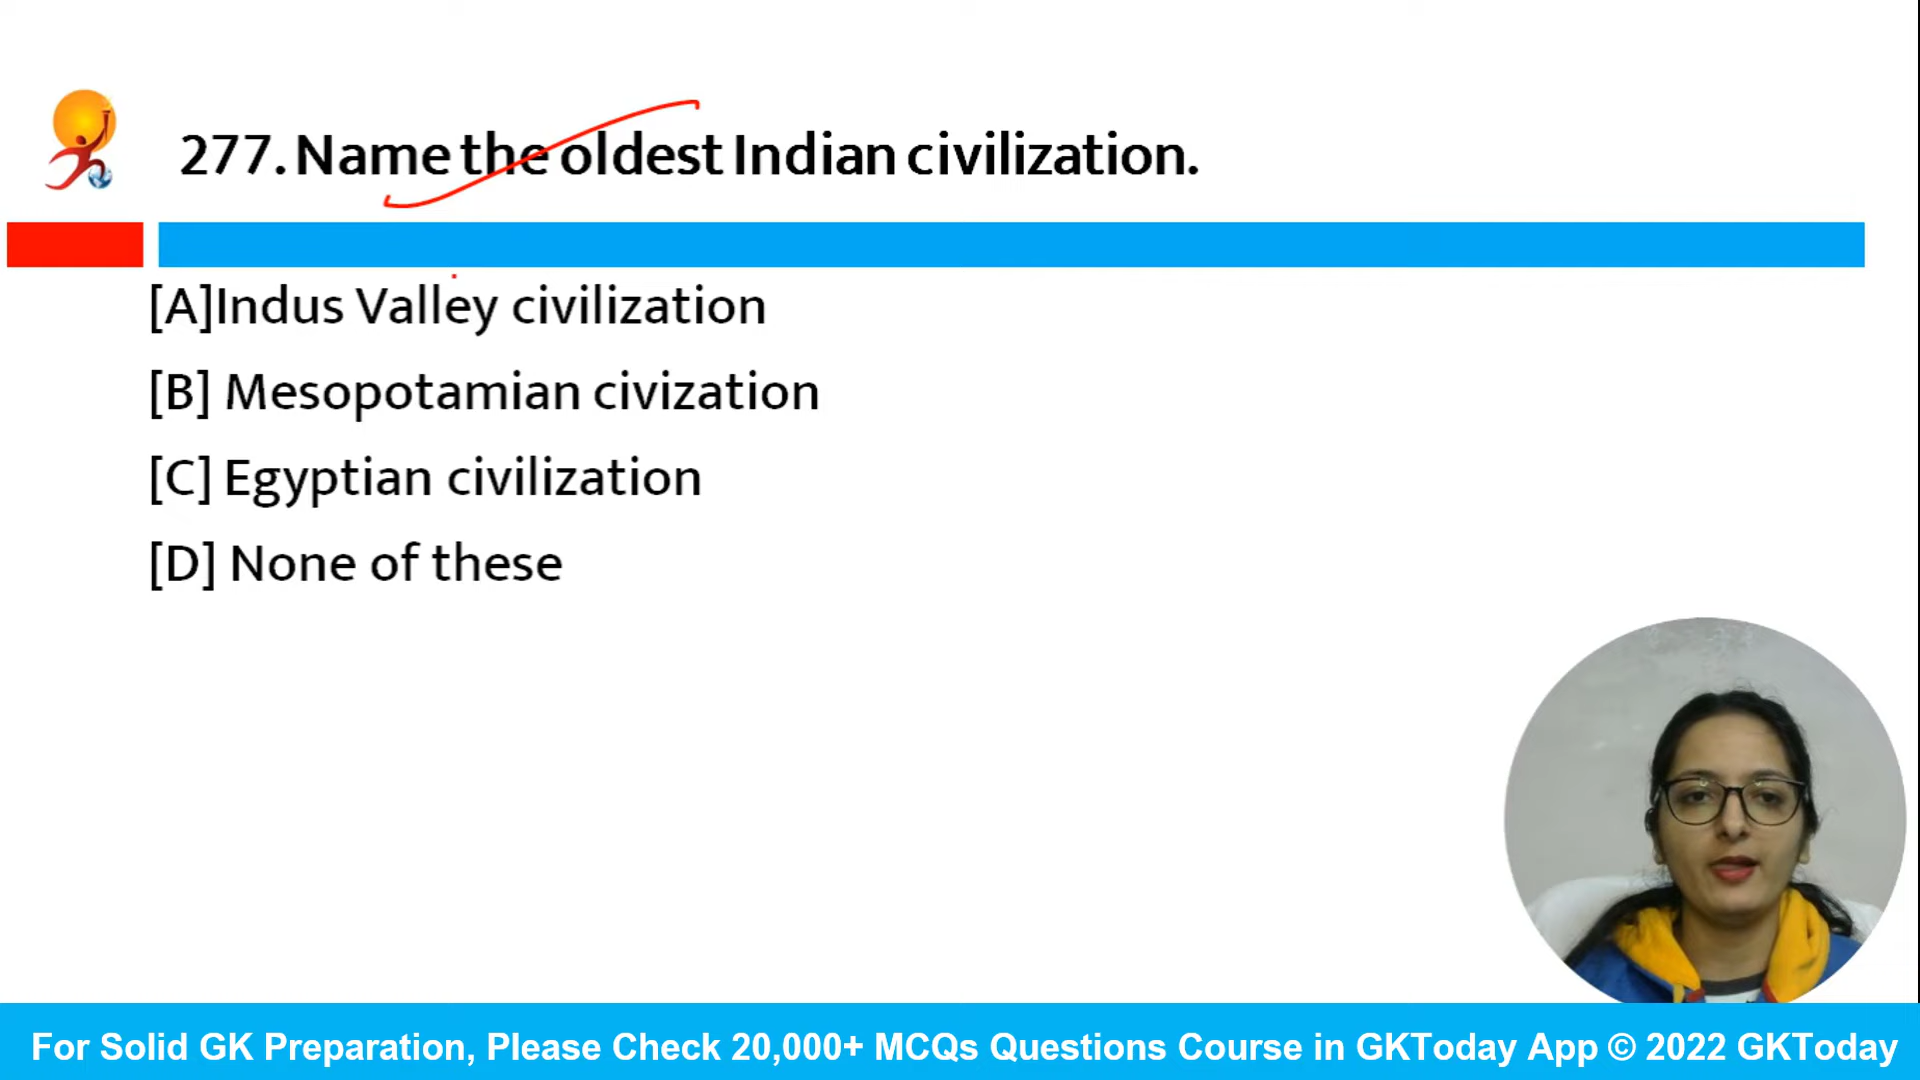 277. Name the oldest Indian civilization.
[A]Indus Valley civilization
[B] Mesopotamian civization
[C] Egyptian civilization
[D] None of these
For Solid GK Preparation, Please Check 20,000+ MCQs Questions Course in GKToday App © 2022 GKToday